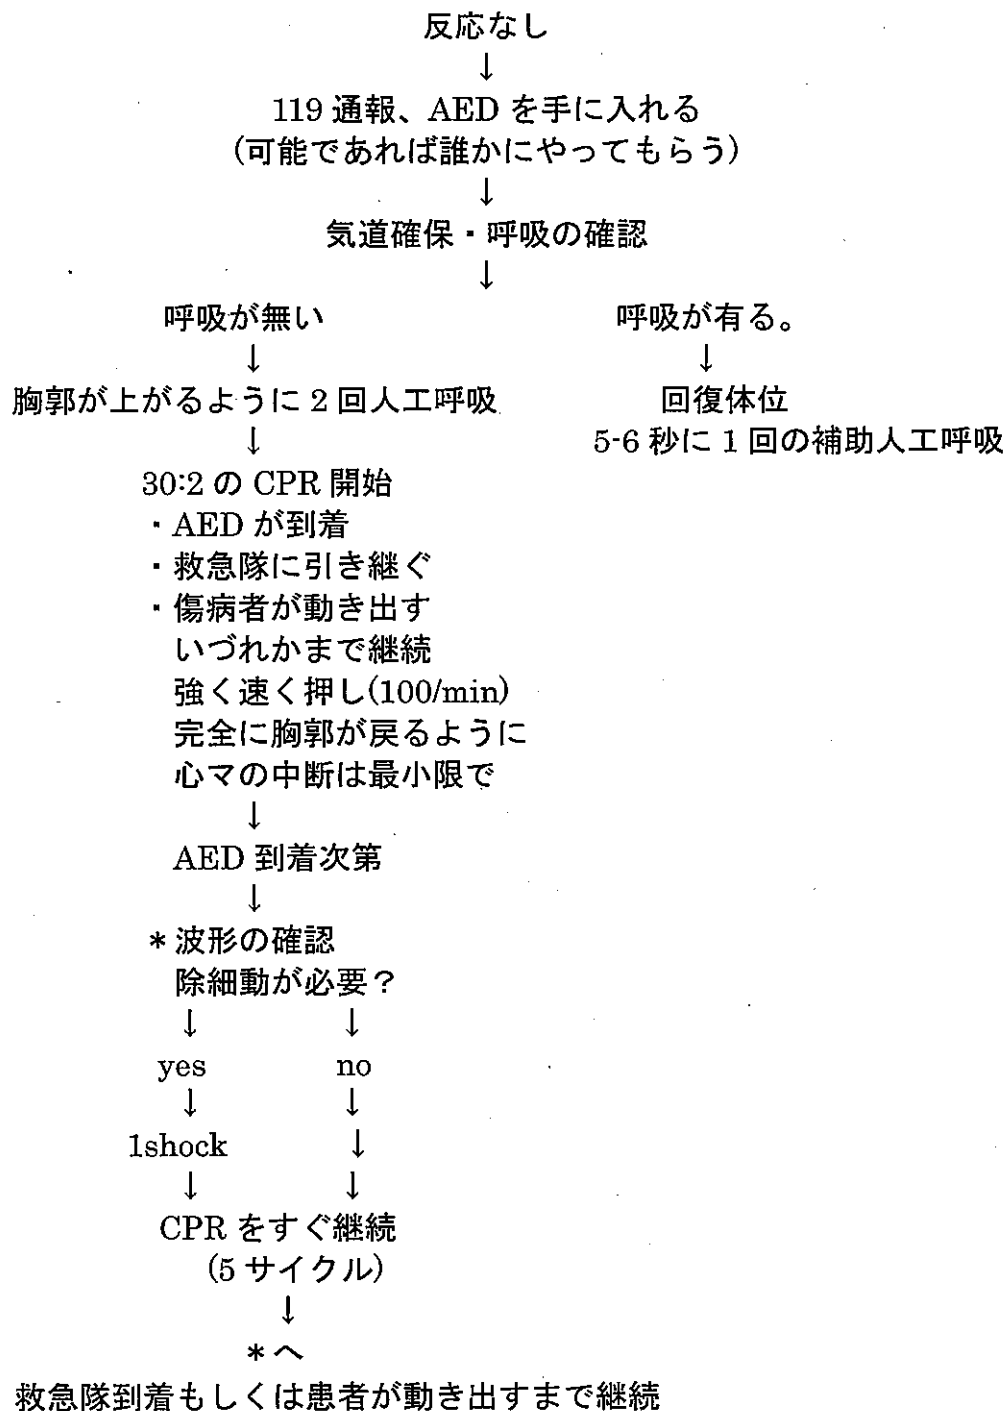 反応なし
↓
119 通報、AED を手に入れる
(可能であれば誰かにやってもらう)
↓
気道確保・呼吸の確認
↓
呼吸が無い 呼吸が有る。
↓ ↓
胸郭が上がるように 2 回人工呼吸 回復体位
↓ 5-6 秒に 1 回の補助人工呼吸
30:2 の CPR 開始
・AED が到着
・救急隊に引き継ぐ
・傷病者が動き出す
いづれかまで継続
強く速く押し(100/min)
完全に胸郭が戻るように
心マの中断は最小限で
↓
AED 到着次第
↓
＊波形の確認
除細動が必要？
↓ ↓
yes no
↓ ↓
1shock ↓
↓ ↓
CPR をすぐ継続
(5 サイクル)
↓
＊へ
救急隊到着もしくは患者が動き出すまで継続